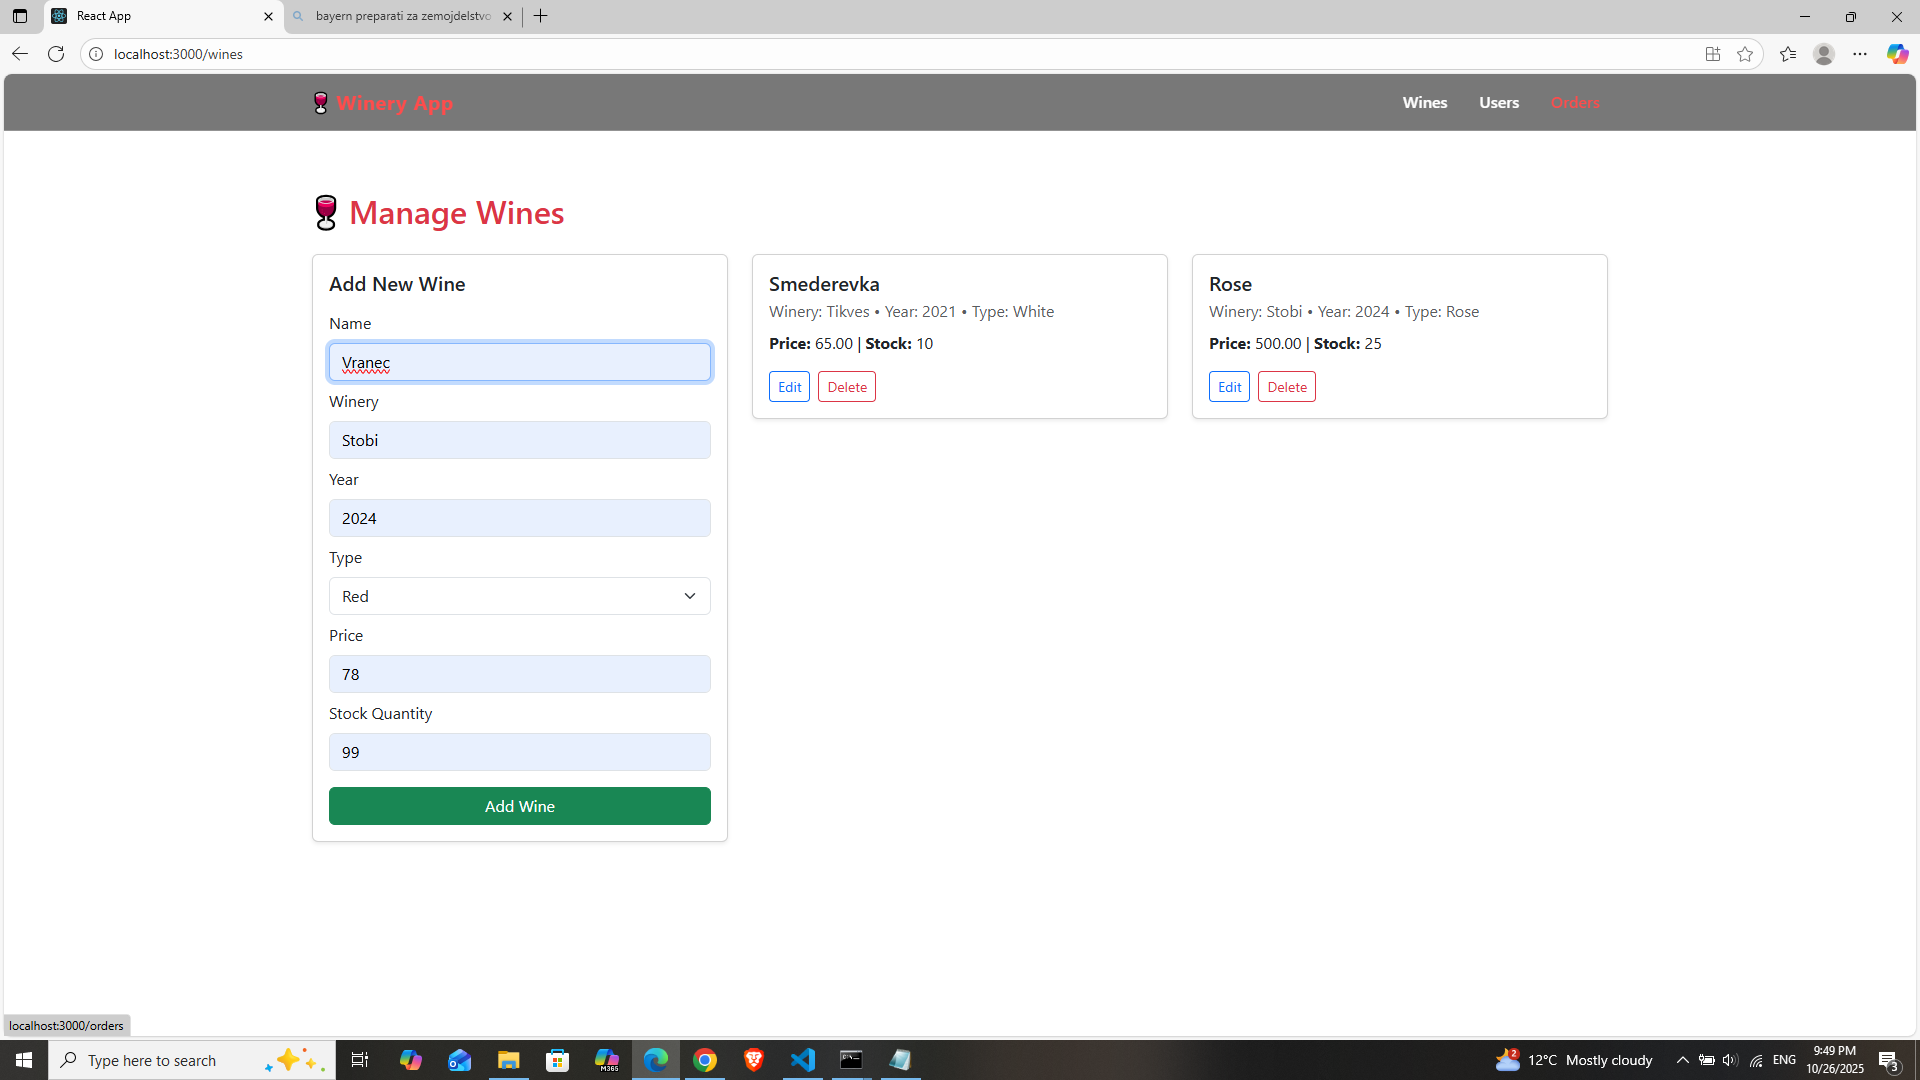 React App
bayern preparati za zemojdelstvo
localhost:3000/wines
Winery App
Wines
Users
Orders
Manage Wines
Add New Wine
Name
Vranec
Winery
Stobi
Year
2024
Type
Red
Price
78
Stock Quantity
99
Add Wine
Smederevka
Winery: Tikves • Year: 2021 • Type: White
Price: 65.00 | Stock: 10
Edit
Delete
Rose
Winery: Stobi • Year: 2024 • Type: Rose
Price: 500.00 | Stock: 25
Edit
Delete
localhost:3000/orders
Type here to search
M365
2
12°C Mostly cloudy
ENG
9:49 PM
10/26/2025
3